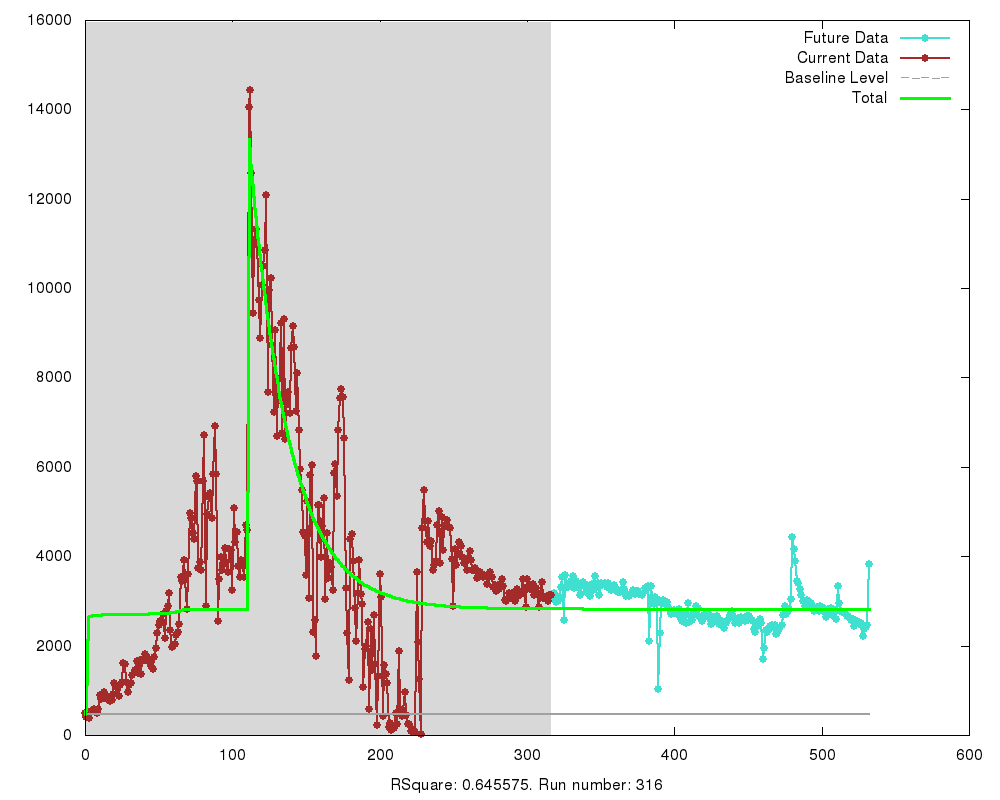 16000
14000
12000
10000
8000
6000
4000
2000
0
Future Data
Current Data
Baseline Level
Total
0 100 200 300 400 500 600
RSquare: 0.645575. Run number: 316